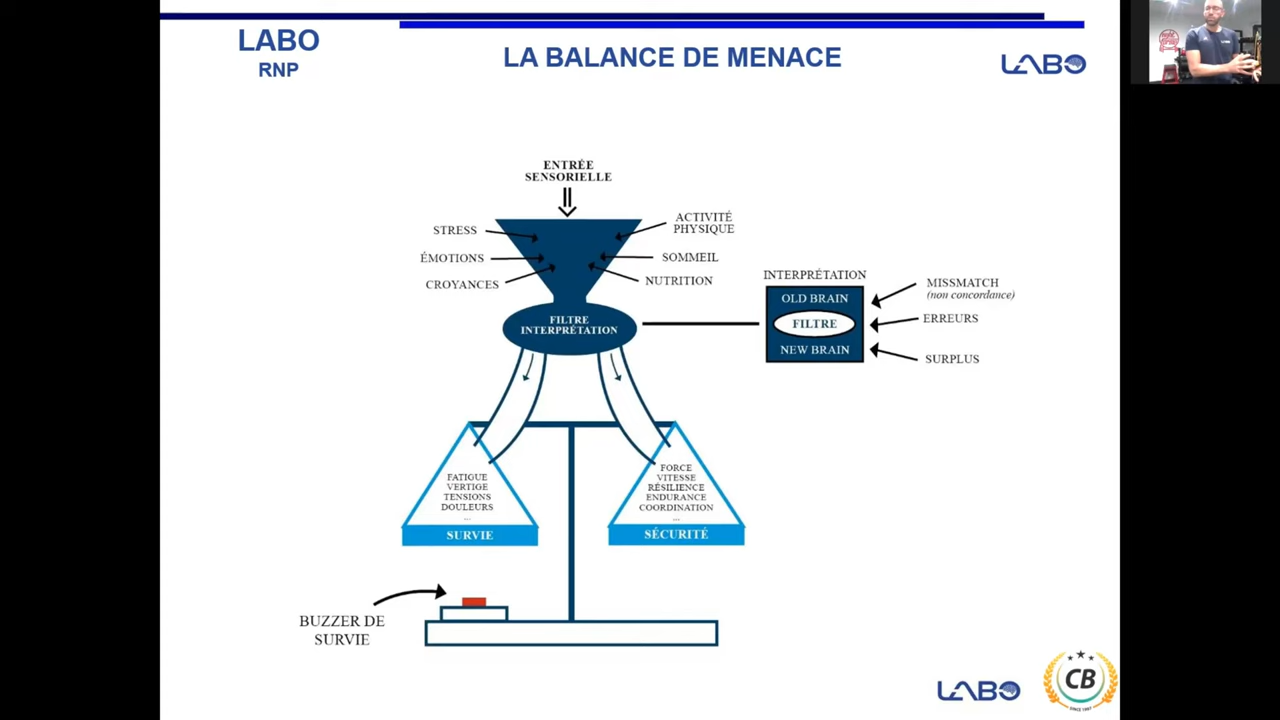 LABO
RNP
LA BALANCE DE MENACE
LABO
ENTRÉE
SENSORIELLE
STRESS
ÉMOTIONS
CROYANCES
ACTIVITÉ
PHYSIQUE
SOMMEIL
NUTRITION
FILTRE
INTERPRÉTATION
INTERPRÉTATION
OLD BRAIN
FILTRE
NEW BRAIN
MISSMATCH
(non concordance)
ERREURS
SURPLUS
FATIGUE
VERTIGE
TENSIONS
DOULEURS
...
SURVIE
FORCE
VITESSE
RÉSILIENCE
ENDURANCE
COORDINATION
...
SÉCURITÉ
BUZZER DE
SURVIE
LABO
CB
SINCE 1997